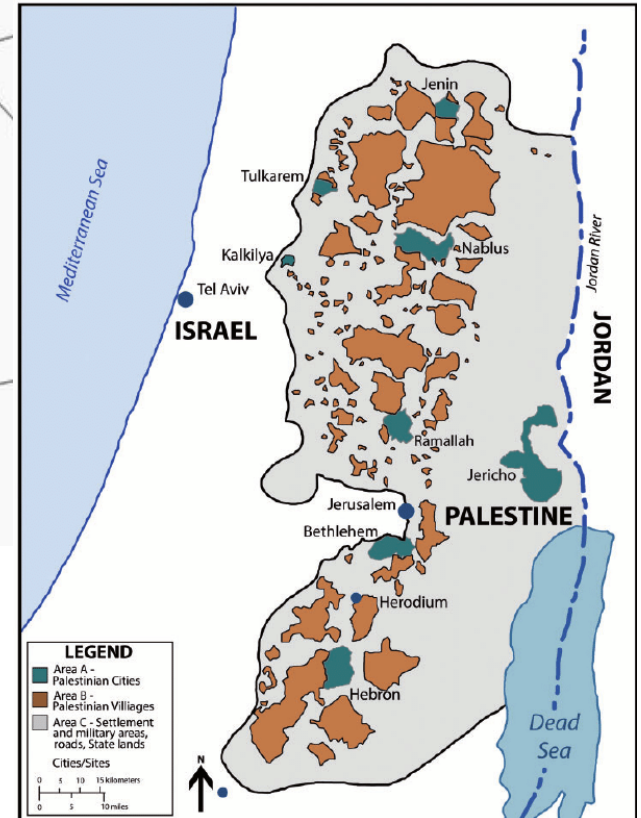 Mediterranean Sea
Jenin
Tulkarem
Nablus
Kalkilya
Tel Aviv
ISRAEL
Jordan River
JORDAN
Ramallah
Jericho
Jerusalem
PALESTINE
Bethlehem
Herodium
Hebron
Dead
Sea
LEGEND
Area A -
Palestinian Cities
Area B -
Palestinian Villiages
Area C - Settlement
and military areas,
roads, State lands
Cities/Sites
0 5 10 15 kilometers
0 5 10 miles
N